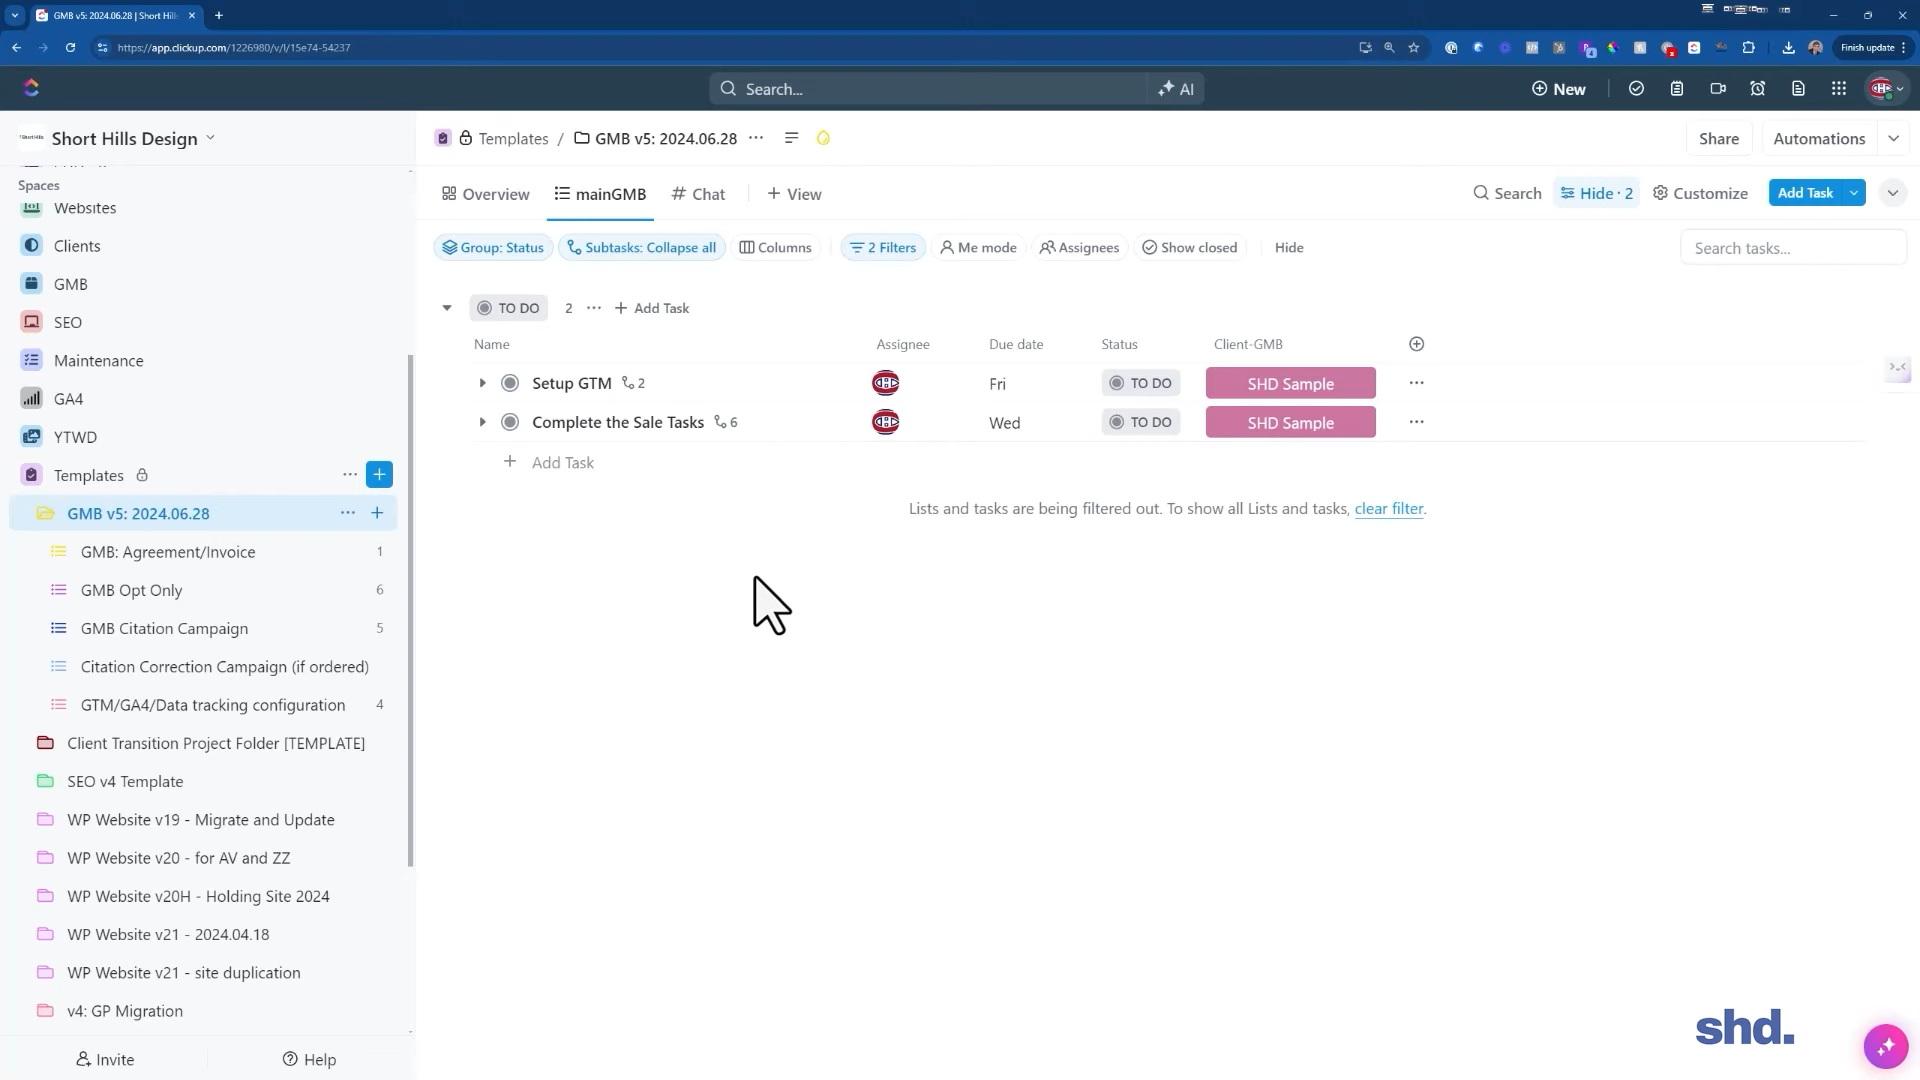 GMB v5: 2024.06.28 | Short Hills
https://app.clickup.com/1226980/v/l/15e74-54237
Finish update
Search...
AI
New
Short Hills Design
Templates / GMB v5: 2024.06.28
Share
Automations
Spaces
Overview
mainGMB
Chat
View
Search
Hide · 2
Customize
Add Task
Websites
Clients
GMB
SEO
Maintenance
GA4
YTWD
Templates
GMB v5: 2024.06.28
GMB: Agreement/Invoice 1
GMB Opt Only 6
GMB Citation Campaign 5
Citation Correction Campaign (if ordered)
GTM/GA4/Data tracking configuration 4
Client Transition Project Folder [TEMPLATE]
SEO v4 Template
WP Website v19 - Migrate and Update
WP Website v20 - for AV and ZZ
WP Website v20H - Holding Site 2024
WP Website v21 - 2024.04.18
WP Website v21 - site duplication
v4: GP Migration
Invite
Help
Group: Status
Subtasks: Collapse all
Columns
2 Filters
Me mode
Assignees
Show closed
Hide
Search tasks...
TO DO 2 Add Task
Name Assignee Due date Status Client-GMB
Setup GTM 2 Fri TO DO SHD Sample
Complete the Sale Tasks 6 Wed TO DO SHD Sample
Add Task
Lists and tasks are being filtered out. To show all Lists and tasks, clear filter.
shd.